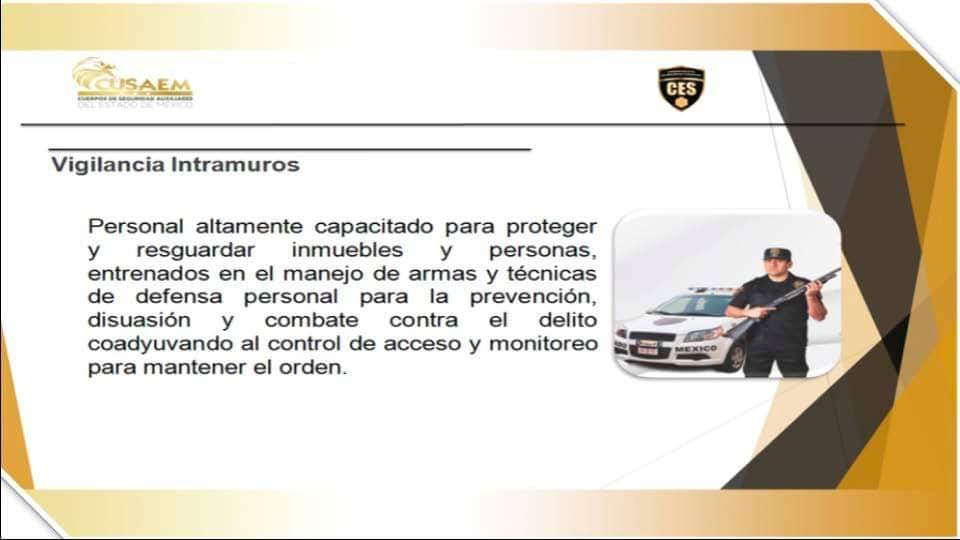 CUSAEM
CUERPOS DE SEGURIDAD AUXILIARES
DEL ESTADO DE MÉXICO
CES
Vigilancia Intramuros
Personal altamente capacitado para proteger
y resguardar inmuebles y personas,
entrenados en el manejo de armas y técnicas
de defensa personal para la prevención,
disuasión y combate contra el delito
coadyuvando al control de acceso y monitoreo
para mantener el orden.
MEXICO